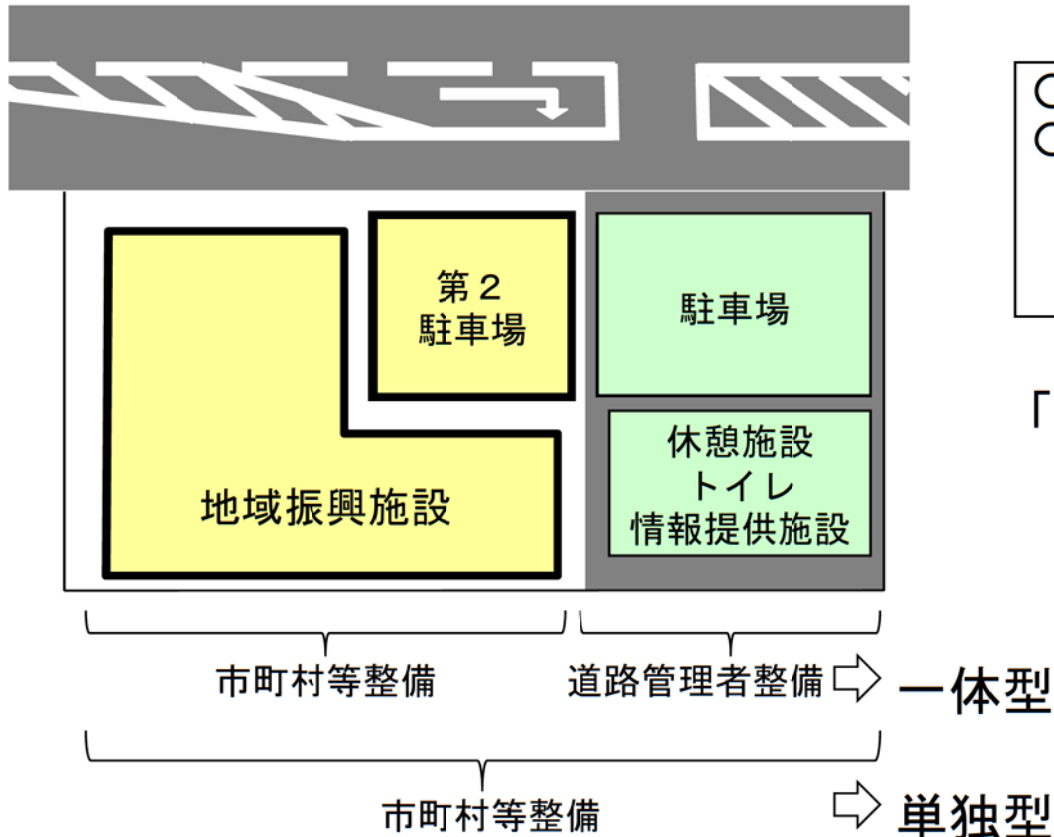 第２
駐車場
駐車場
休憩施設
トイレ
情報提供施設
地域振興施設
市町村等整備
道路管理者整備
一体型
市町村等整備
単独型
○
○
「